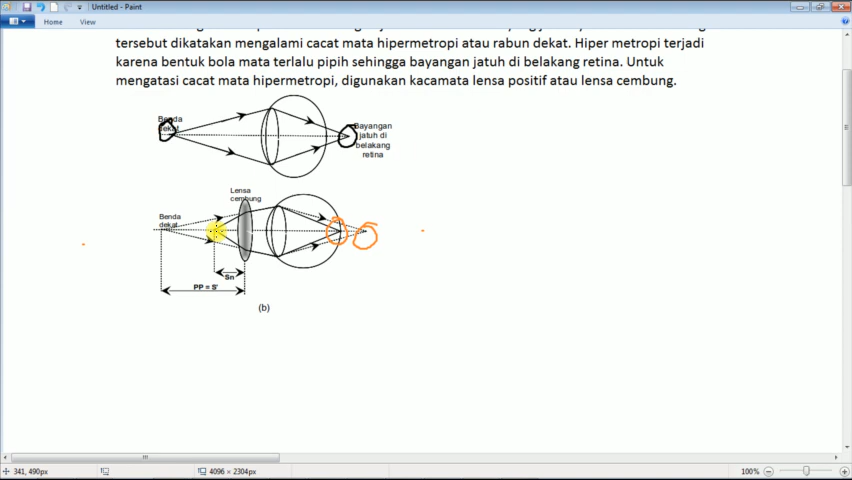 Untitled - Paint
Home View
tersebut dikatakan mengalami cacat mata hipermetropi atau rabun dekat. Hiper metropi terjadi
karena bentuk bola mata terlalu pipih sehingga bayangan jatuh di belakang retina. Untuk
mengatasi cacat mata hipermetropi, digunakan kacamata lensa positif atau lensa cembung.
Benda
dekat
Bayangan
jatuh di
belakang
retina
Lensa
cembung
Benda
dekat
Sn
PP = S'
(b)
341, 490px
4096 × 2304px
100%